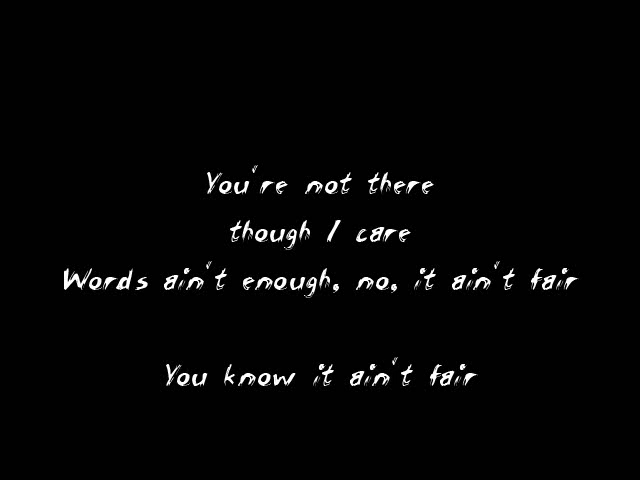 You're not there
though I care
Words ain't enough, no, it ain't fair
You know it ain't fair